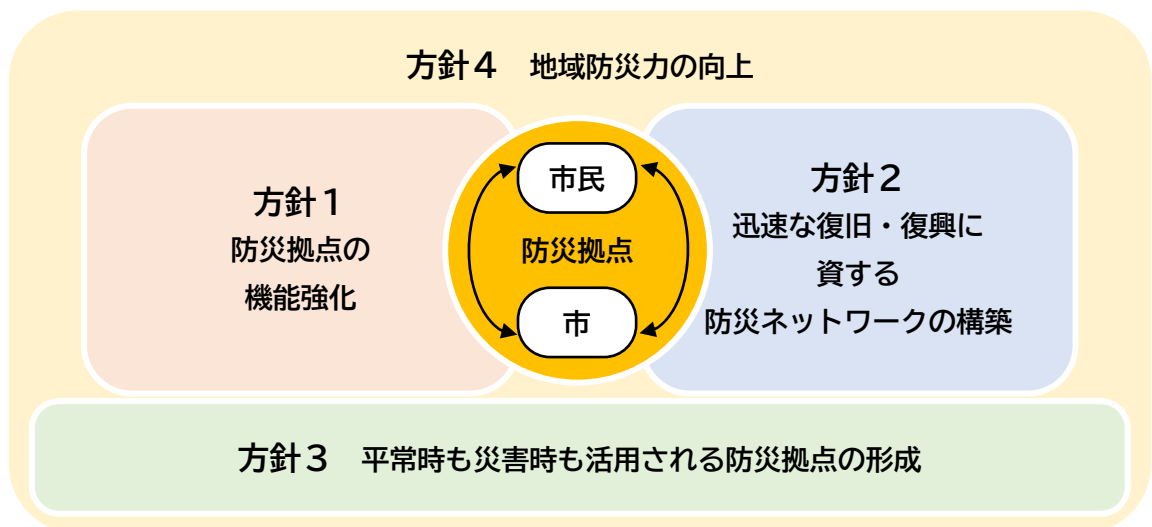 方針４　地域防災力の向上
方針１
防災拠点の
機能強化
市民
防災拠点
市
方針２
迅速な復旧・復興に
資する
防災ネットワークの構築
方針３　平常時も災害時も活用される防災拠点の形成